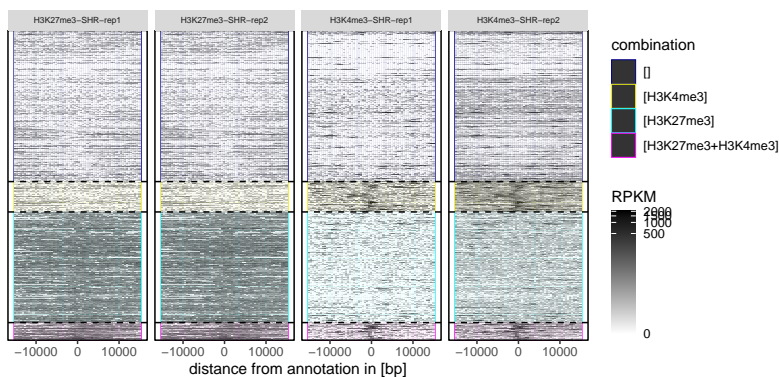 H3K27me3−SHR−rep1 H3K27me3−SHR−rep2 H3K4me3−SHR−rep1 H3K4me3−SHR−rep2
combination
[]
[H3K4me3]
[H3K27me3]
[H3K27me3+H3K4me3]
RPKM
2000
1000
500
0
−10000 0 10000 −10000 0 10000 −10000 0 10000 −10000 0 10000
distance from annotation in [bp]